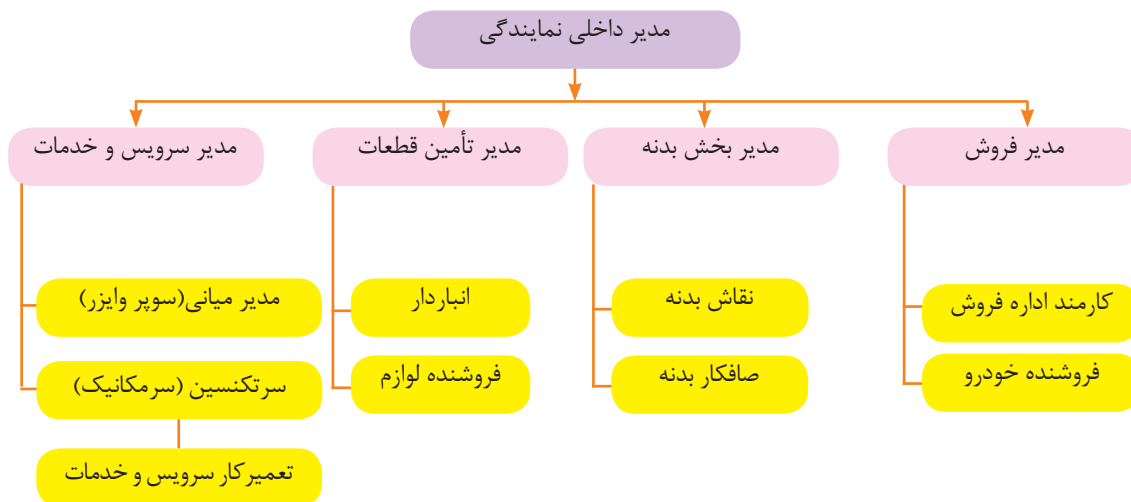 مدیر داخلی نمایندگی
مدیر فروش
مدیر بخش بدنه
مدیر تأمین قطعات
مدیر سرویس و خدمات
کارمند اداره فروش
فروشنده خودرو
نقاش بدنه
صافکار بدنه
انباردار
فروشنده لوازم
مدیر میانی(سوپر وایزر)
سرتکنسین (سرمکانیک)
تعمیرکار سرویس و خدمات